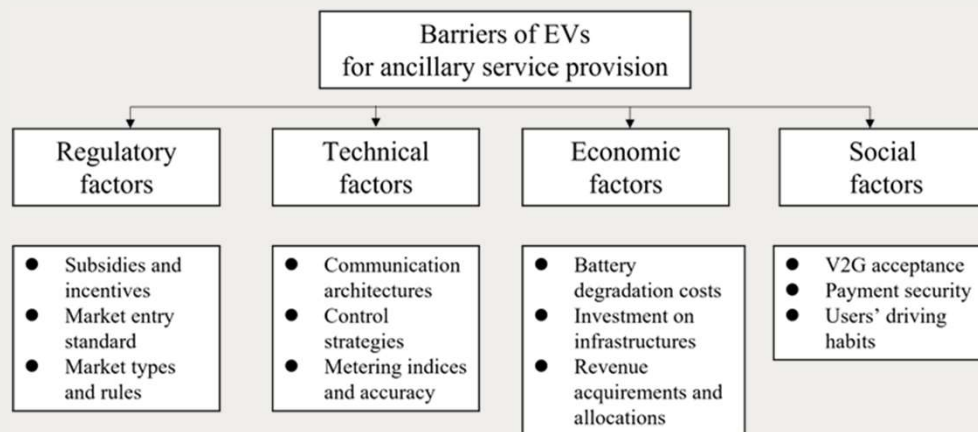 Barriers of EVs
for ancillary service provision
Regulatory
factors
Technical
factors
Economic
factors
Social
factors
● Subsidies and
incentives
● Market entry
standard
● Market types
and rules
● Communication
architectures
● Control
strategies
● Metering indices
and accuracy
● Battery
degradation costs
● Investment on
infrastructures
● Revenue
acquirements and
allocations
● V2G acceptance
● Payment security
● Users’ driving
habits